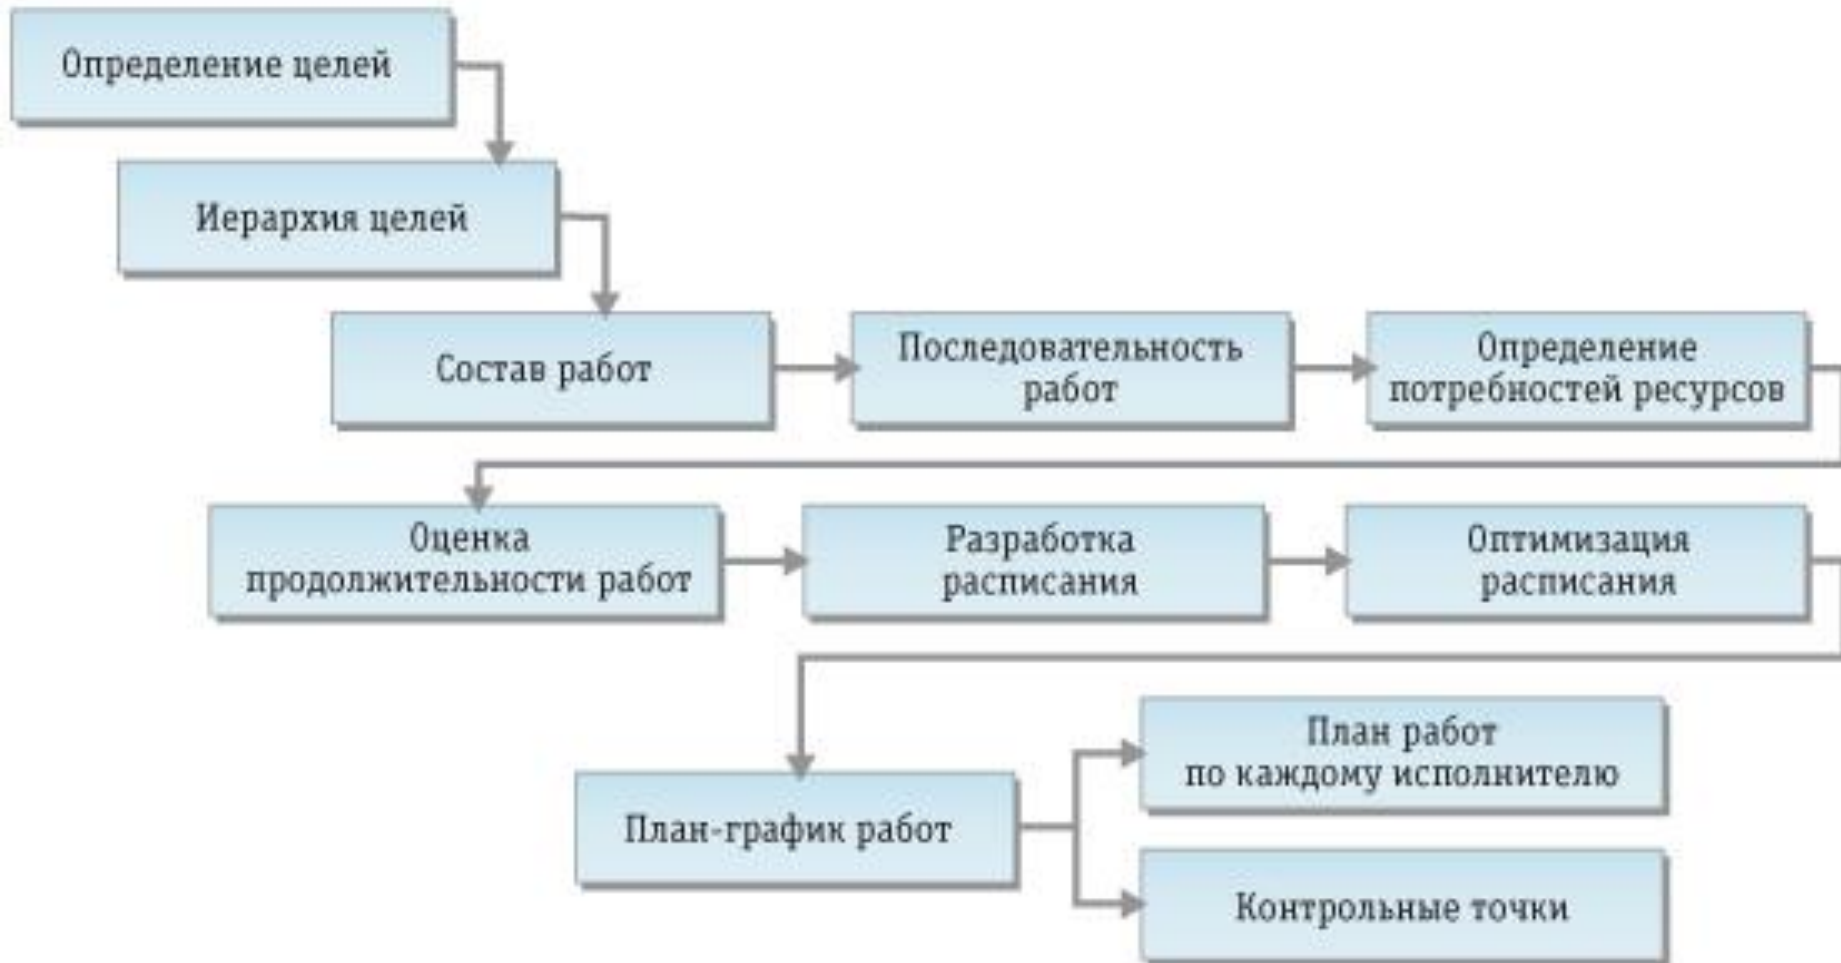 Определение целей
Иерархия целей
Состав работ
Последовательность
работ
Определение
потребностей ресурсов
Оценка
продолжительности работ
Разработка
расписания
Оптимизация
расписания
План-график работ
План работ
по каждому исполнителю
Контрольные точки